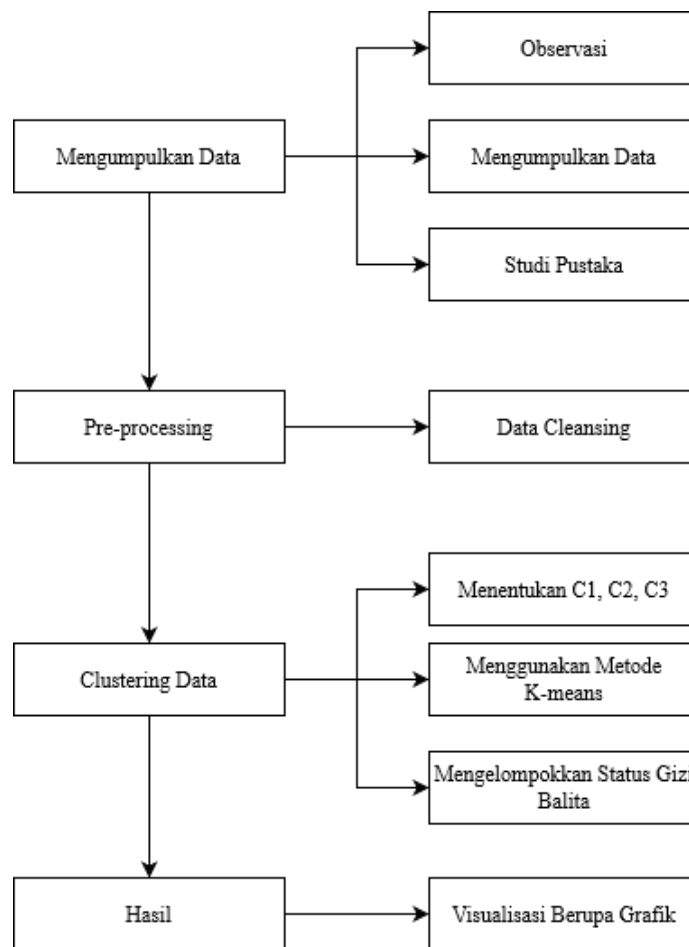 Observasi
Mengumpulkan Data
Mengumpulkan Data
Studi Pustaka
Pre-processing
Data Cleansing
Menentukan C1, C2, C3
Clustering Data
Menggunakan Metode
K-means
Mengelompokkan Status Gizi
Balita
Hasil
Visualisasi Berupa Grafik